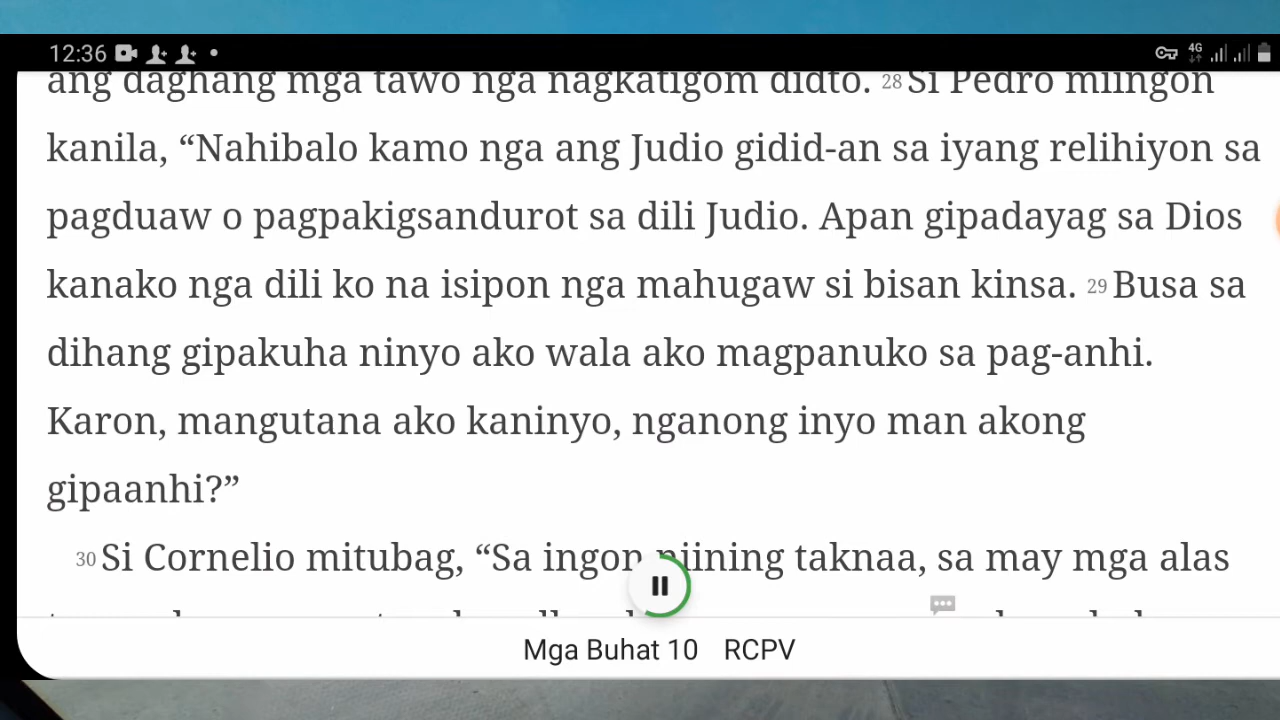 12:36
4G
ang daghang mga tawo nga nagkatigom didto. 28 Si Pedro miingon
kanila, “Nahibalo kamo nga ang Judio gidid-an sa iyang relihiyon sa
pagduaw o pagpakigsandurot sa dili Judio. Apan gipadayag sa Dios
kanako nga dili ko na isipon nga mahugaw si bisan kinsa. 29 Busa sa
dihang gipakuha ninyo ako wala ako magpanuko sa pag-anhi.
Karon, mangutana ako kaninyo, nganong inyo man akong
gipaanhi?”
30 Si Cornelio mitubag, “Sa ingon niining taknaa, sa may mga alas
Mga Buhat 10 RCPV